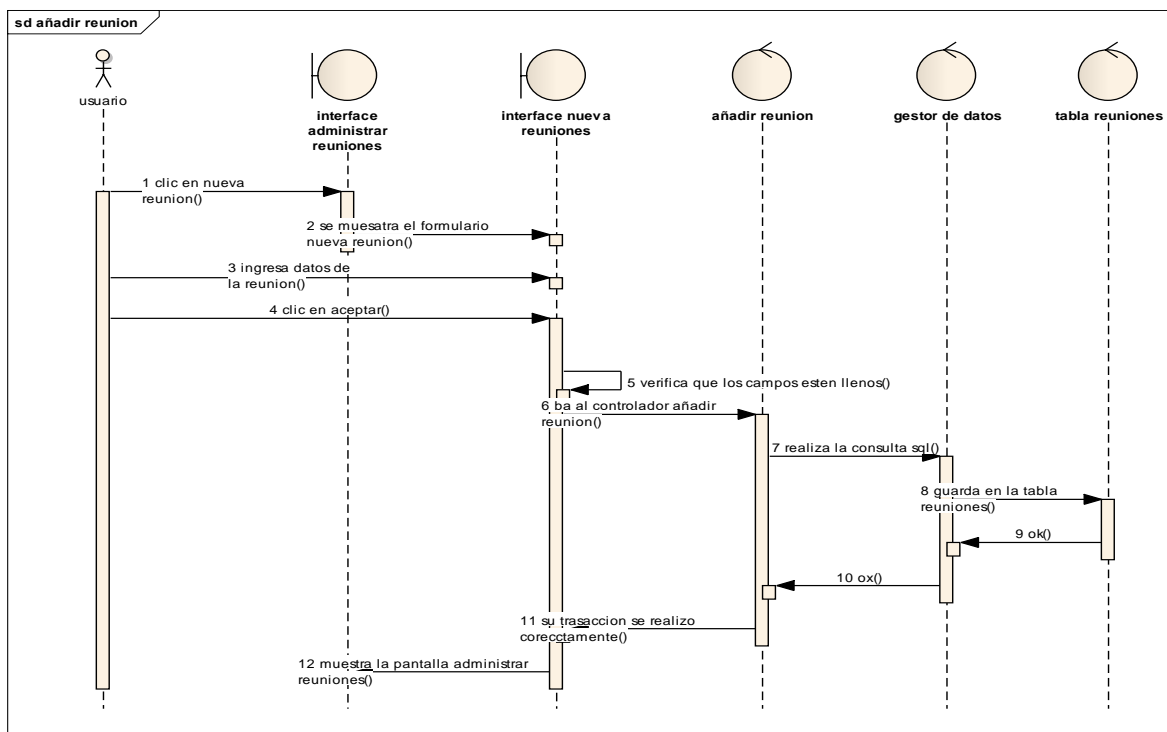 sd añadir reunion
usuario
interface
administrar
reuniones
interface nueva
reuniones
añadir reunion
gestor de datos
tabla reuniones
1 clic en nueva
reunion()
2 se muesatra el formulario
nueva reunion()
3 ingresa datos de
la reunion()
4 clic en aceptar()
5 verifica que los campos esten llenos()
6 ba al controlador añadir
reunion()
7 realiza la consulta sql()
8 guarda en la tabla
reuniones()
9 ok()
10 ox()
11 su trasaccion se realizo
corecctamente()
12 muestra la pantalla administrar
reuniones()